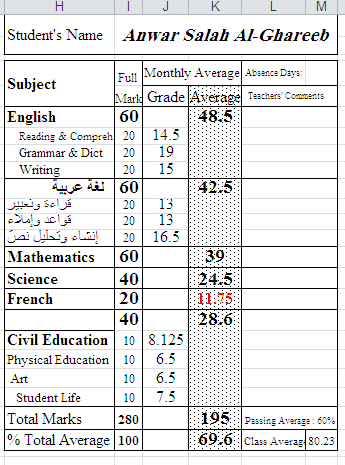 H I J K L M
Student's Name Anwar Salah Al-Ghareeb
Subject Full Mark Monthly Average Absence Days:
Grade Average Teachers' Comments
English 60 48.5
Reading & Compreh 20 14.5
Grammar & Dict 20 19
Writing 20 15
لغة عربية 60 42.5
قراءة وتعبير 20 13
قواعد وإملاء 20 13
إنشاء وتحليل نصّ 20 16.5
Mathematics 60 39
Science 40 24.5
French 20 11.75
40 28.6
Civil Education 10 8.125
Physical Education 10 6.5
Art 10 6.5
Student Life 10 7.5
Total Marks 280 195 Passing Average : 60%
% Total Average 100 69.6 Class Averag 80.23